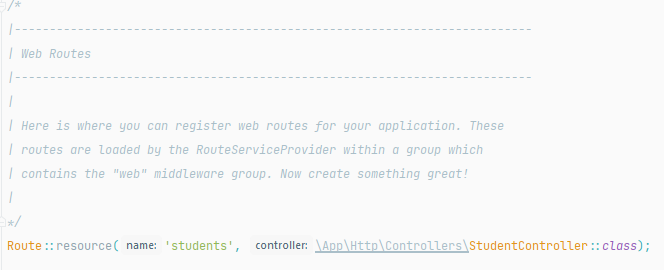 /*
|--------------------------------------------------------------------------
| Web Routes
|--------------------------------------------------------------------------
|
| Here is where you can register web routes for your application. These
| routes are loaded by the RouteServiceProvider within a group which
| contains the "web" middleware group. Now create something great!
|
*/
Route::resource( name: 'students', controller: \App\Http\Controllers\StudentController::class);